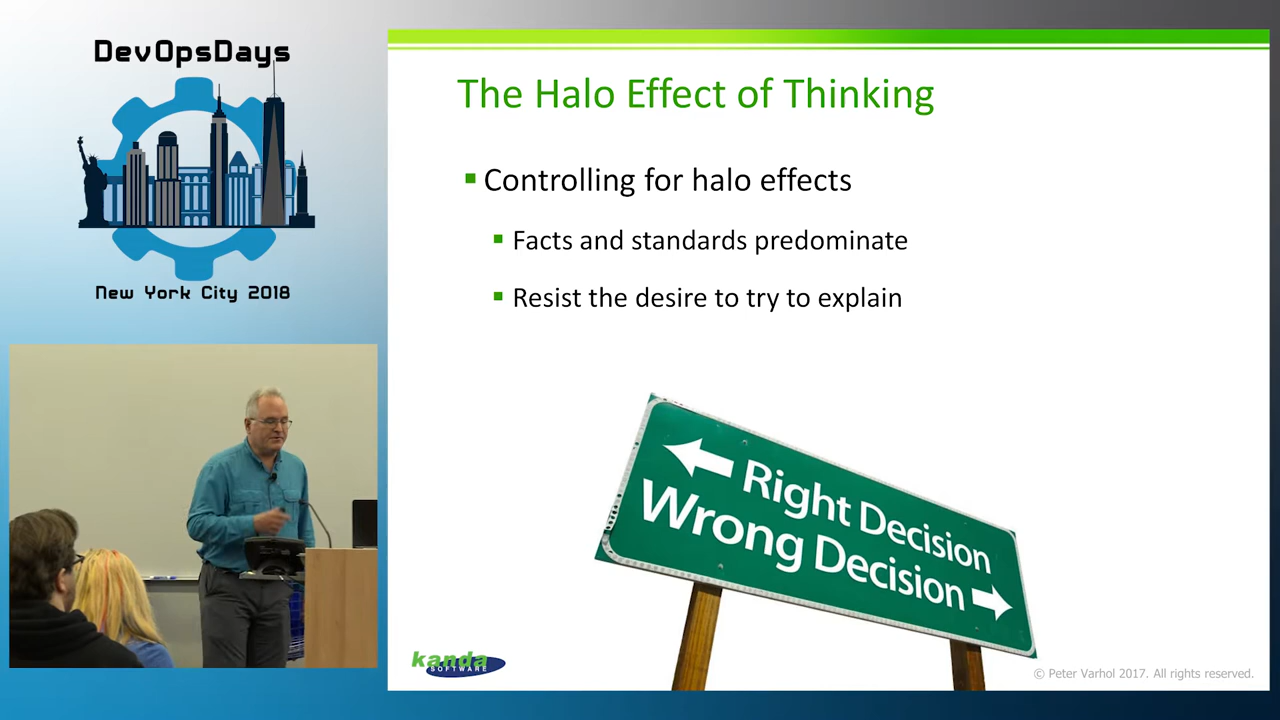 DevOpsDays
New York City 2018
The Halo Effect of Thinking
Controlling for halo effects
Facts and standards predominate
Resist the desire to try to explain
Right Decision
Wrong Decision
kanda
SOFTWARE
© Peter Varhol 2017. All rights reserved.